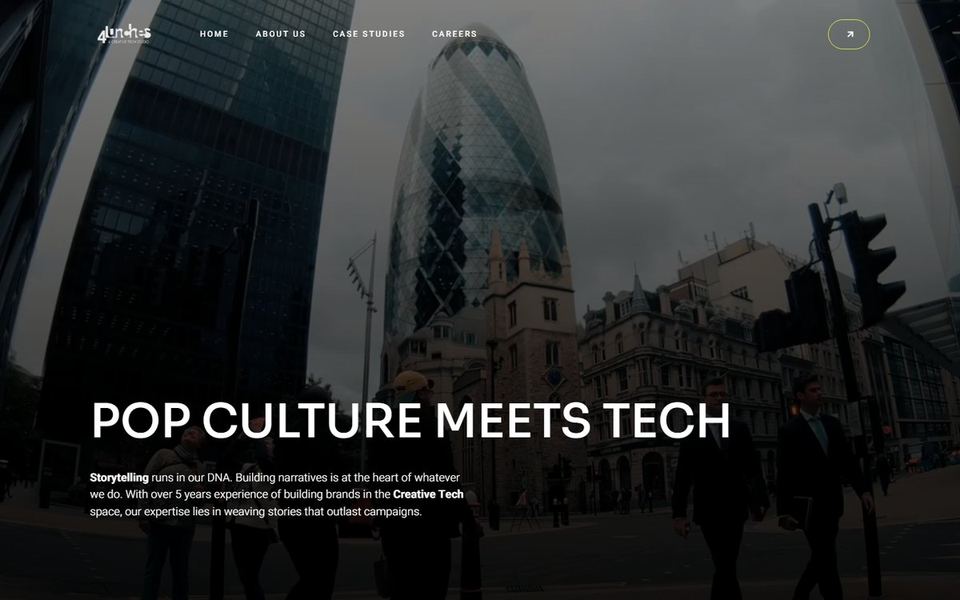 4lunches
HOME
ABOUT US
CASE STUDIES
CAREERS
POP CULTURE MEETS TECH
Storytelling runs in our DNA. Building narratives is at the heart of whatever
we do. With over 5 years experience of building brands in the Creative Tech
space, our expertise lies in weaving stories that outlast campaigns.